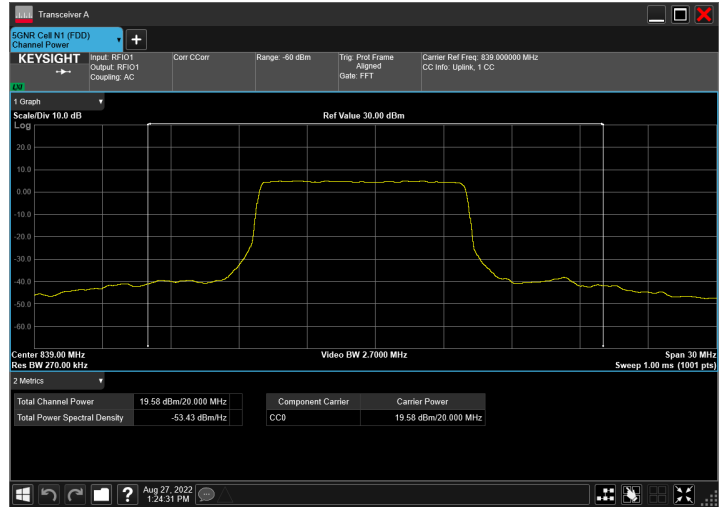 Transceiver A
5GNR Cell N1 (FDD)
Channel Power
KEYSIGHT
LXI
Input: RFIO1
Output: RFIO1
Coupling: AC
Corr CCorr
Range: -60 dBm
Trig: Prot Frame
Aligned
Gate: FFT
Carrier Ref Freq: 839.000000 MHz
CC Info: Uplink, 1 CC
1 Graph
Scale/Div 10.0 dB
Ref Value 30.00 dBm
Log
20.0
10.0
0.00
-10.0
-20.0
-30.0
-40.0
-50.0
-60.0
Center 839.00 MHz
Video BW 2.7000 MHz
Span 30 MHz
Res BW 270.00 kHz
Sweep 1.00 ms (1001 pts)
2 Metrics
Total Channel Power 19.58 dBm/20.000 MHz
Total Power Spectral Density -53.43 dBm/Hz
Component Carrier Carrier Power
CC0 19.58 dBm/20.000 MHz
Aug 27, 2022
1:24:31 PM